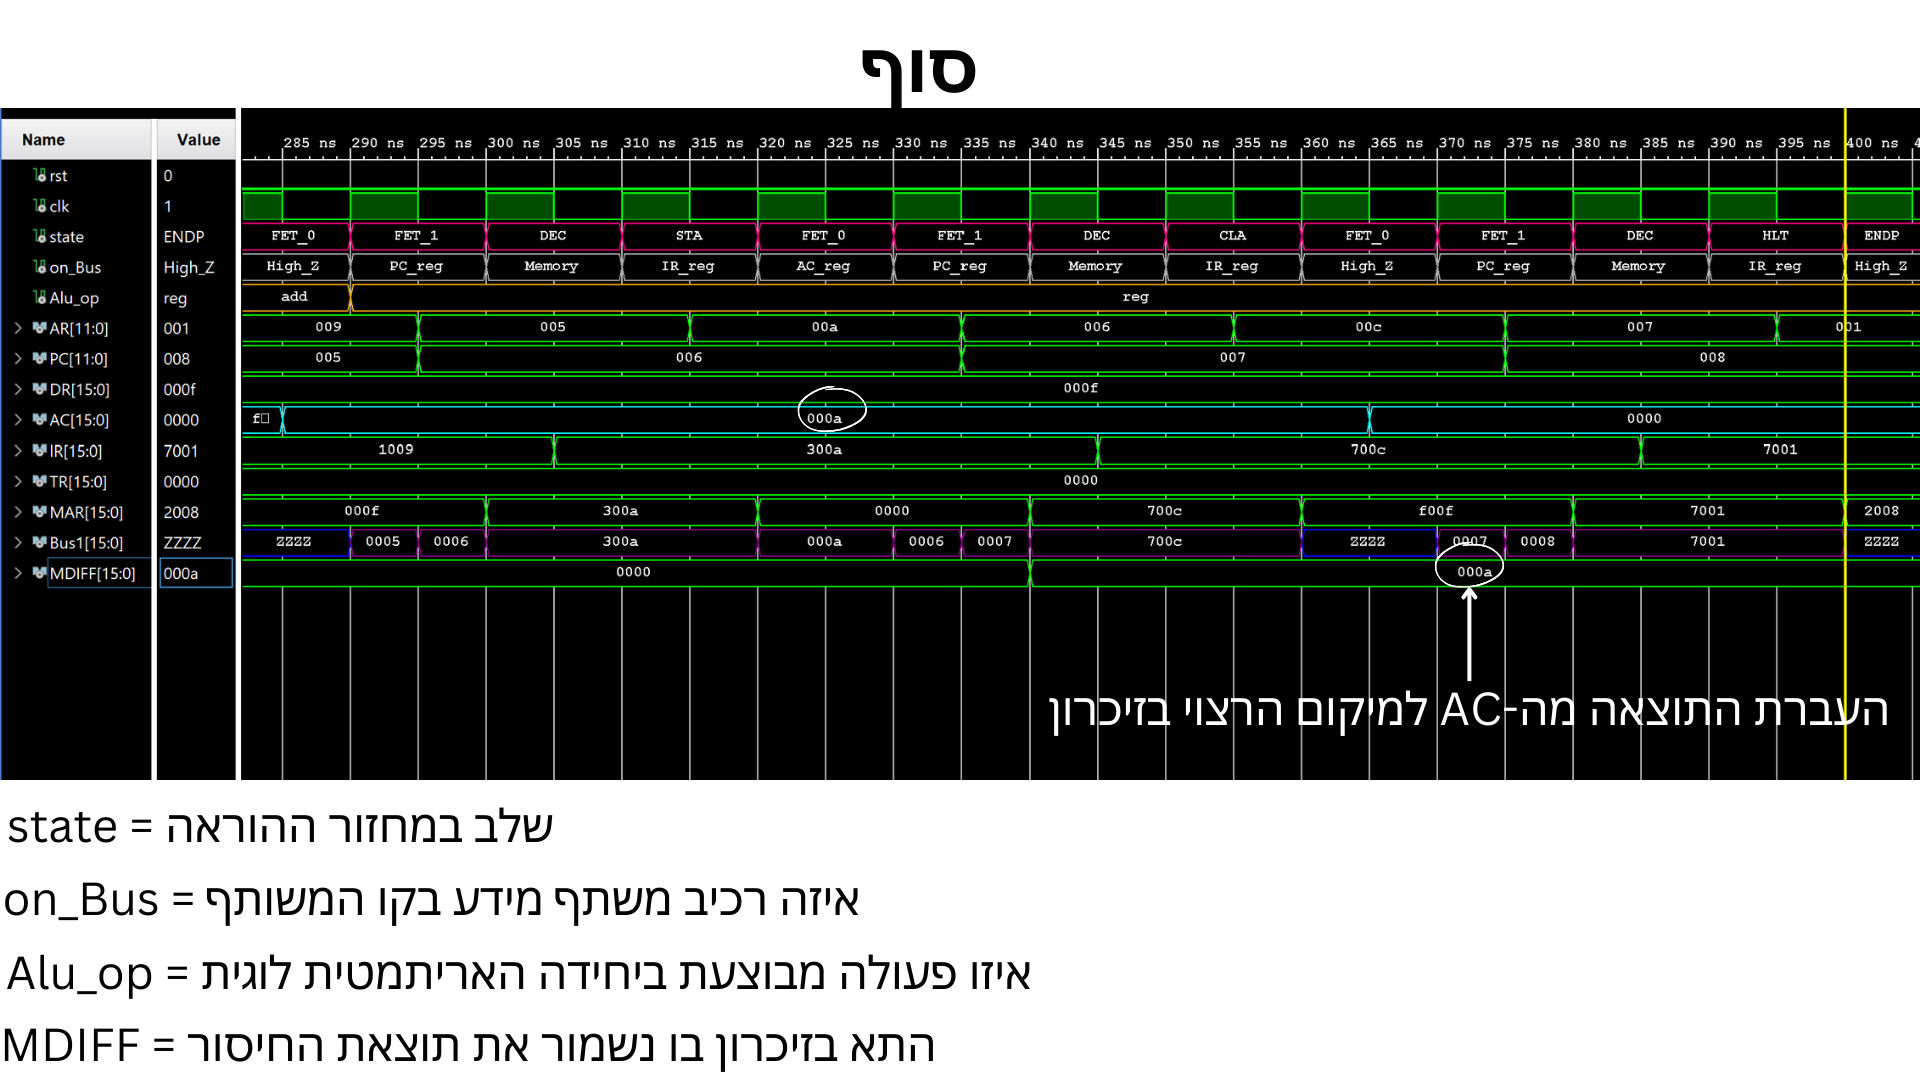 סוף
Name Value
285 ns 290 ns 295 ns 300 ns 305 ns 310 ns 315 ns 320 ns 325 ns 330 ns 335 ns 340 ns 345 ns 350 ns 355 ns 360 ns 365 ns 370 ns 375 ns 380 ns 385 ns 390 ns 395 ns 400 ns
rst 0
clk 1
state ENDP FET_0 FET_1 DEC STA FET_0 FET_1 DEC CLA FET_0 FET_1 DEC HLT ENDP
on_Bus High_Z High_Z PC_reg Memory IR_reg AC_reg PC_reg Memory IR_reg High_Z PC_reg Memory IR_reg High_Z
Alu_op reg add reg
AR[11:0] 001 009 005 00a 006 00c 007 001
PC[11:0] 008 005 006 007 008
DR[15:0] 000f 000f
AC[15:0] 0000 f 000a 0000
IR[15:0] 7001 1009 300a 700c 7001
TR[15:0] 0000 0000
MAR[15:0] 2008 000f 300a 0000 700c f00f 7001 2008
Bus1[15:0] ZZZZ ZZZZ 0005 0006 300a 000a 0006 0007 700c ZZZZ 0007 0008 7001 ZZZZ
MDIFF[15:0] 000a 0000 000a
העברת התוצאה מה-AC למיקום הרצוי בזיכרון
state = שלב במחזור ההוראה
on_Bus = איזה רכיב משתף מידע בקו המשותף
Alu_op = איזו פעולה מבוצעת ביחידה האריתמטית לוגית
MDIFF = התא בזיכרון בו נשמור את תוצאת החיסור